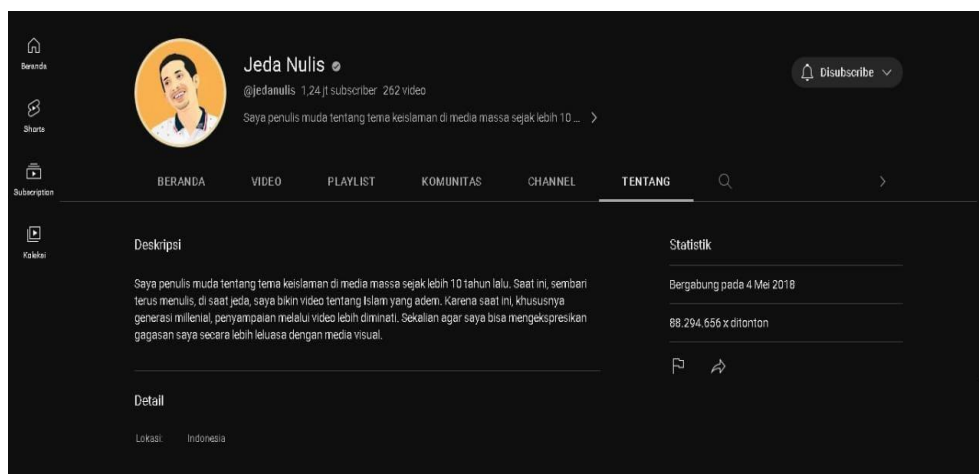 Beranda
Shorts
Subscription
Koleksi
Jeda Nulis
@jedanulis 1,24 jt subscriber 262 video
Saya penulis muda tentang tema keislaman di media massa sejak lebih 10 ...
Disubscribe
BERANDA VIDEO PLAYLIST KOMUNITAS CHANNEL TENTANG
Deskripsi
Saya penulis muda tentang tema keislaman di media massa sejak lebih 10 tahun lalu. Saat ini, sembari
terus menulis, di saat jeda, saya bikin video tentang Islam yang adem. Karena saat ini, khususnya
generasi millenial, penyampaian melalui video lebih diminati. Sekalian agar saya bisa mengekspresikan
gagasan saya secara lebih leluasa dengan media visual.
Detail
Lokasi: Indonesia
Statistik
Bergabung pada 4 Mei 2018
88.294.656 x ditonton